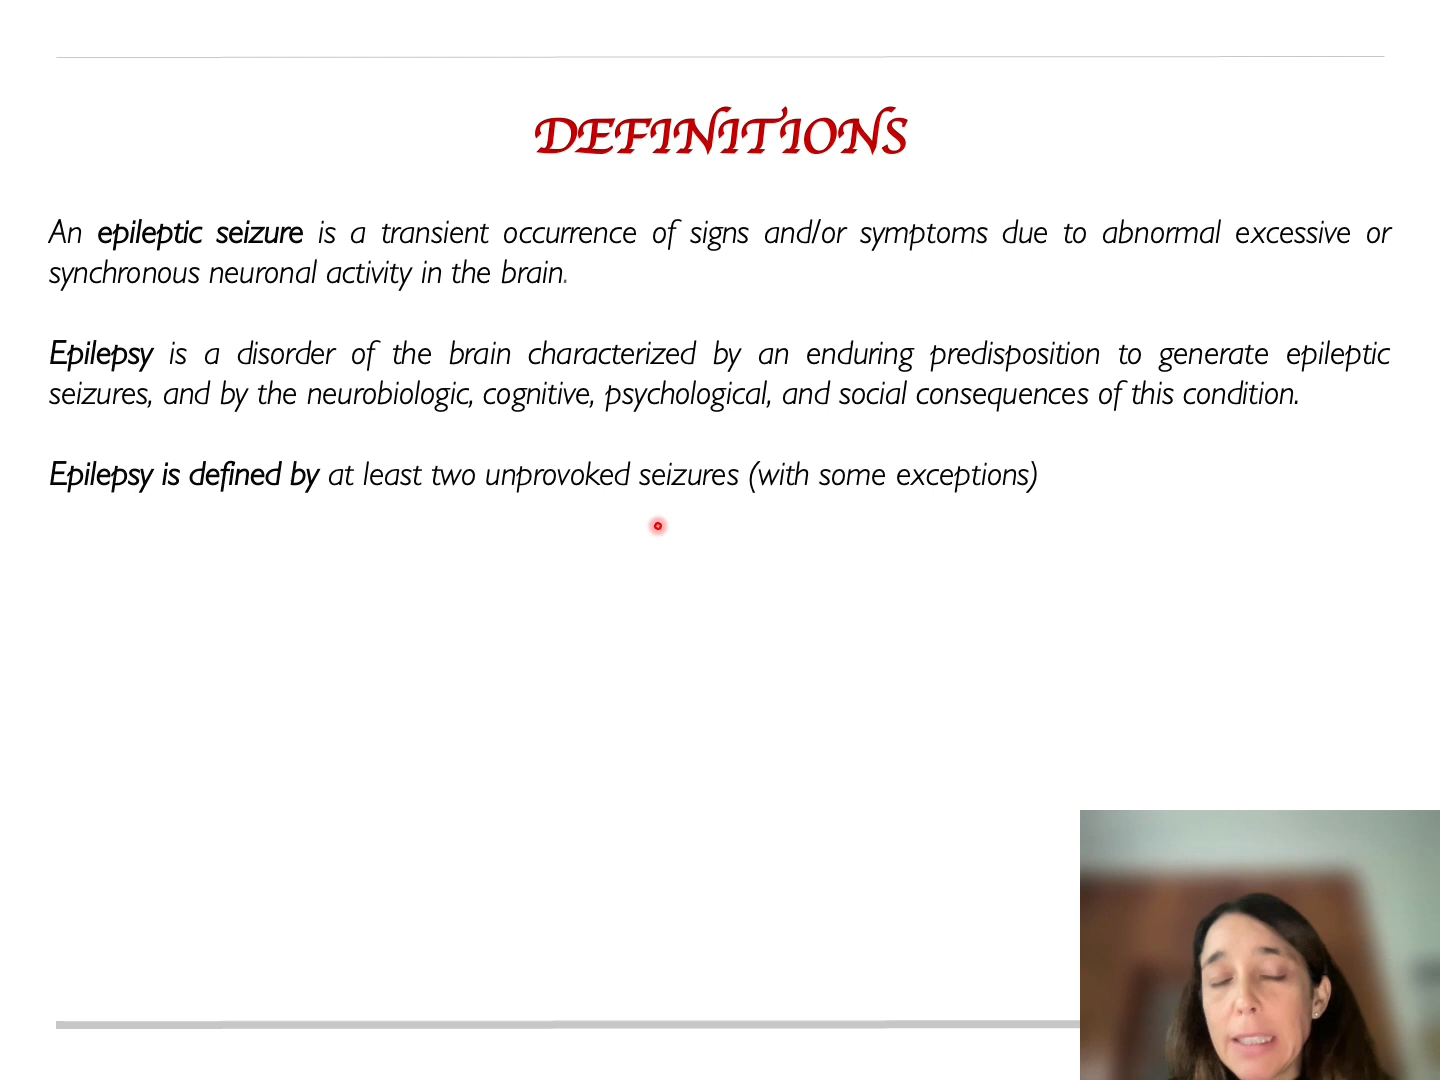 DEFINITIONS
An epileptic seizure is a transient occurrence of signs and/or symptoms due to abnormal excessive or
synchronous neuronal activity in the brain.
Epilepsy is a disorder of the brain characterized by an enduring predisposition to generate epileptic
seizures, and by the neurobiologic, cognitive, psychological, and social consequences of this condition.
Epilepsy is defined by at least two unprovoked seizures (with some exceptions)